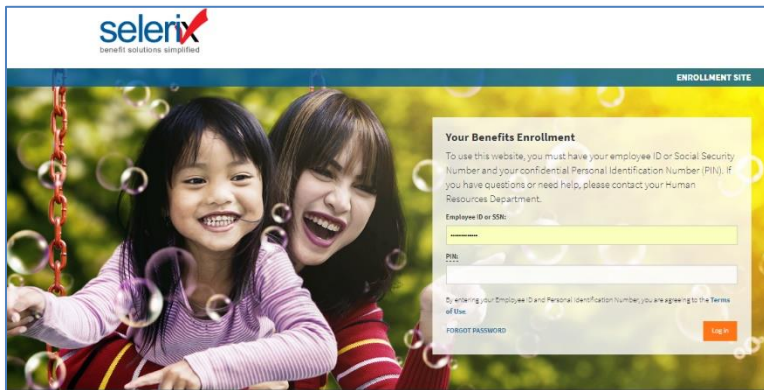 selerix
benefit solutions simplified
ENROLLMENT SITE
Your Benefits Enrollment
To use this website, you must have your employee ID or Social Security
Number and your confidential Personal Identification Number (PIN). If
you have questions or need help, please contact your Human
Resources Department.
Employee ID or SSN:
PIN:
By entering your Employee ID and Personal Identification Number, you are agreeing to the Terms
of Use.
FORGOT PASSWORD
Log in